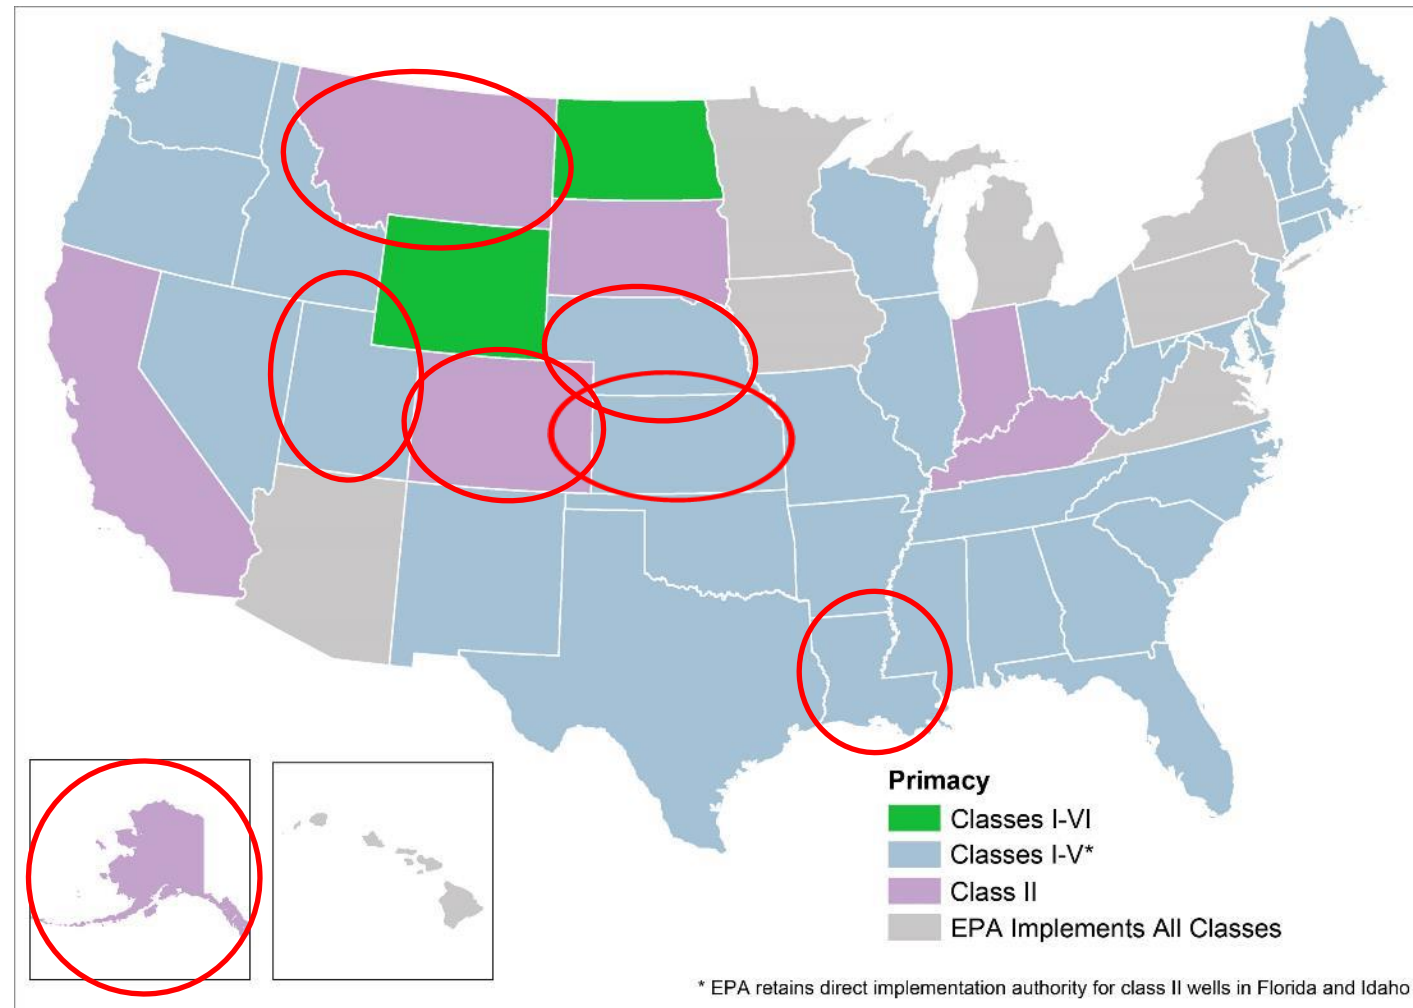 Primacy
Classes I-VI
Classes I-V*
Class II
EPA Implements All Classes
* EPA retains direct implementation authority for class II wells in Florida and Idaho